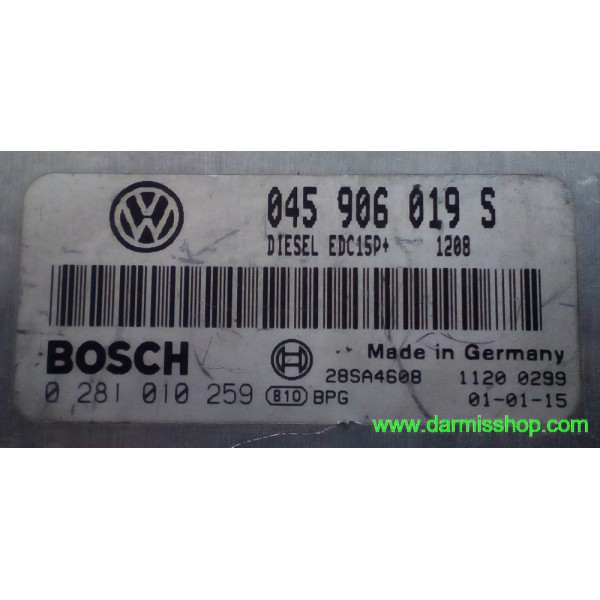 045 906 019 S
DIESEL EDC15P+ 1208
BOSCH
Made in Germany
28SA4608 1120 0299
0 281 010 259 810 BPG 01-01-15
www.darmisshop.com